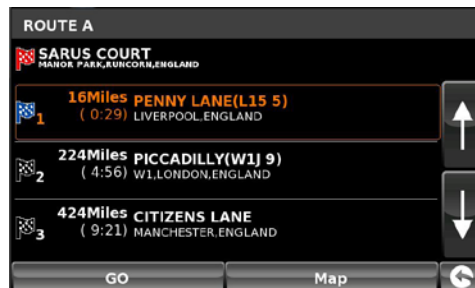 ROUTE A
SARUS COURT
MANOR PARK,RUNCORN,ENGLAND
16Miles PENNY LANE(L15 5)
1 ( 0:29) LIVERPOOL,ENGLAND
224Miles PICCADILLY(W1J 9)
2 ( 4:56) W1,LONDON,ENGLAND
424Miles CITIZENS LANE
3 ( 9:21) MANCHESTER,ENGLAND
GO Map